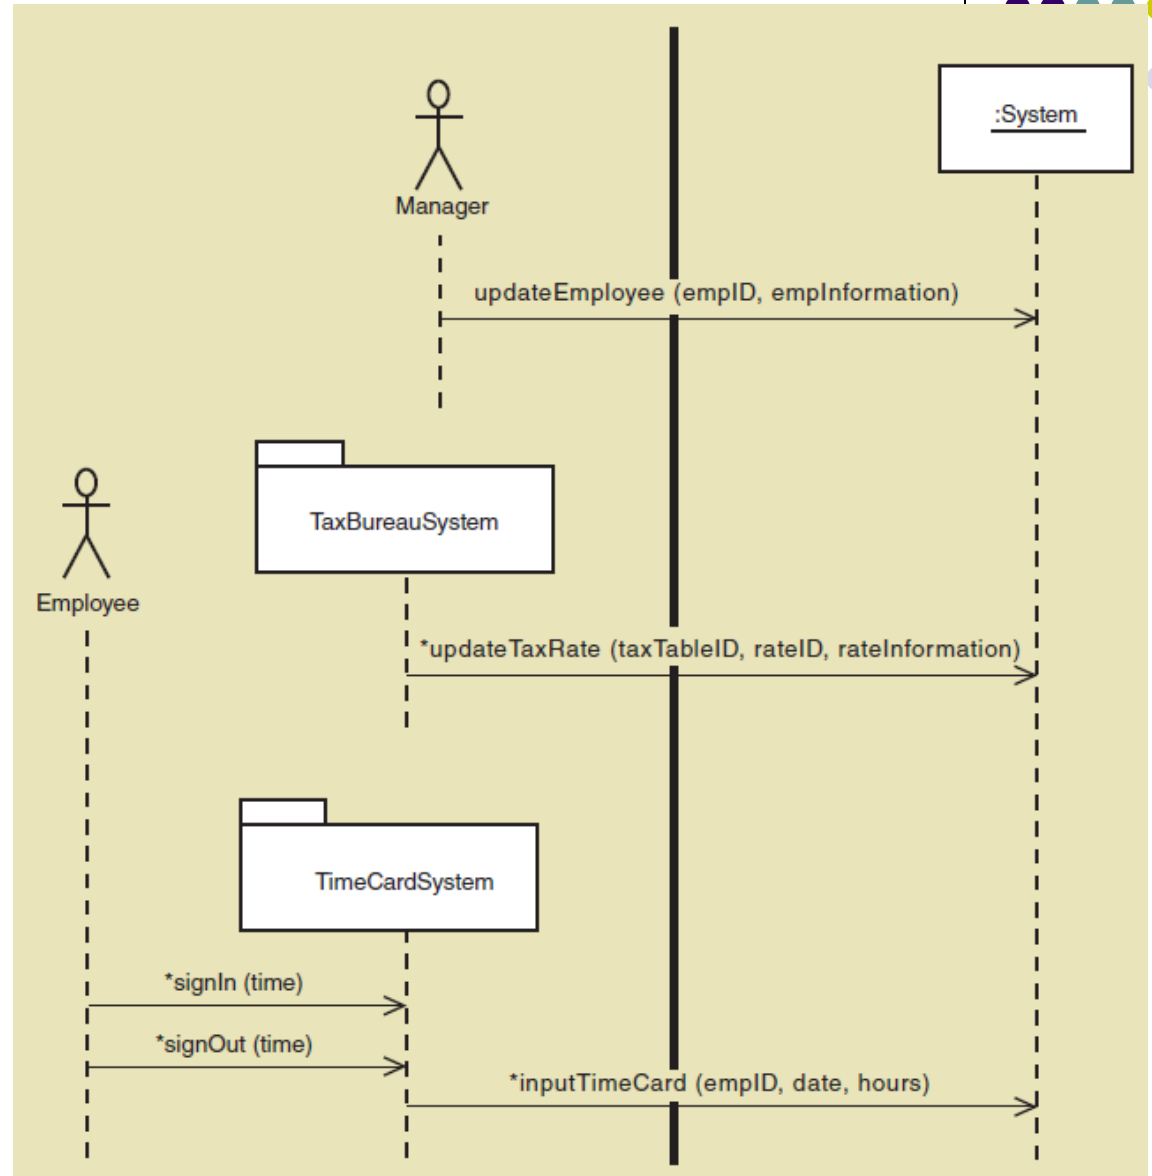 :System
Manager
updateEmployee (empID, empInformation)
TaxBureauSystem
Employee
*updateTaxRate (taxTableID, rateID, rateInformation)
TimeCardSystem
*signIn (time)
*signOut (time)
*inputTimeCard (empID, date, hours)